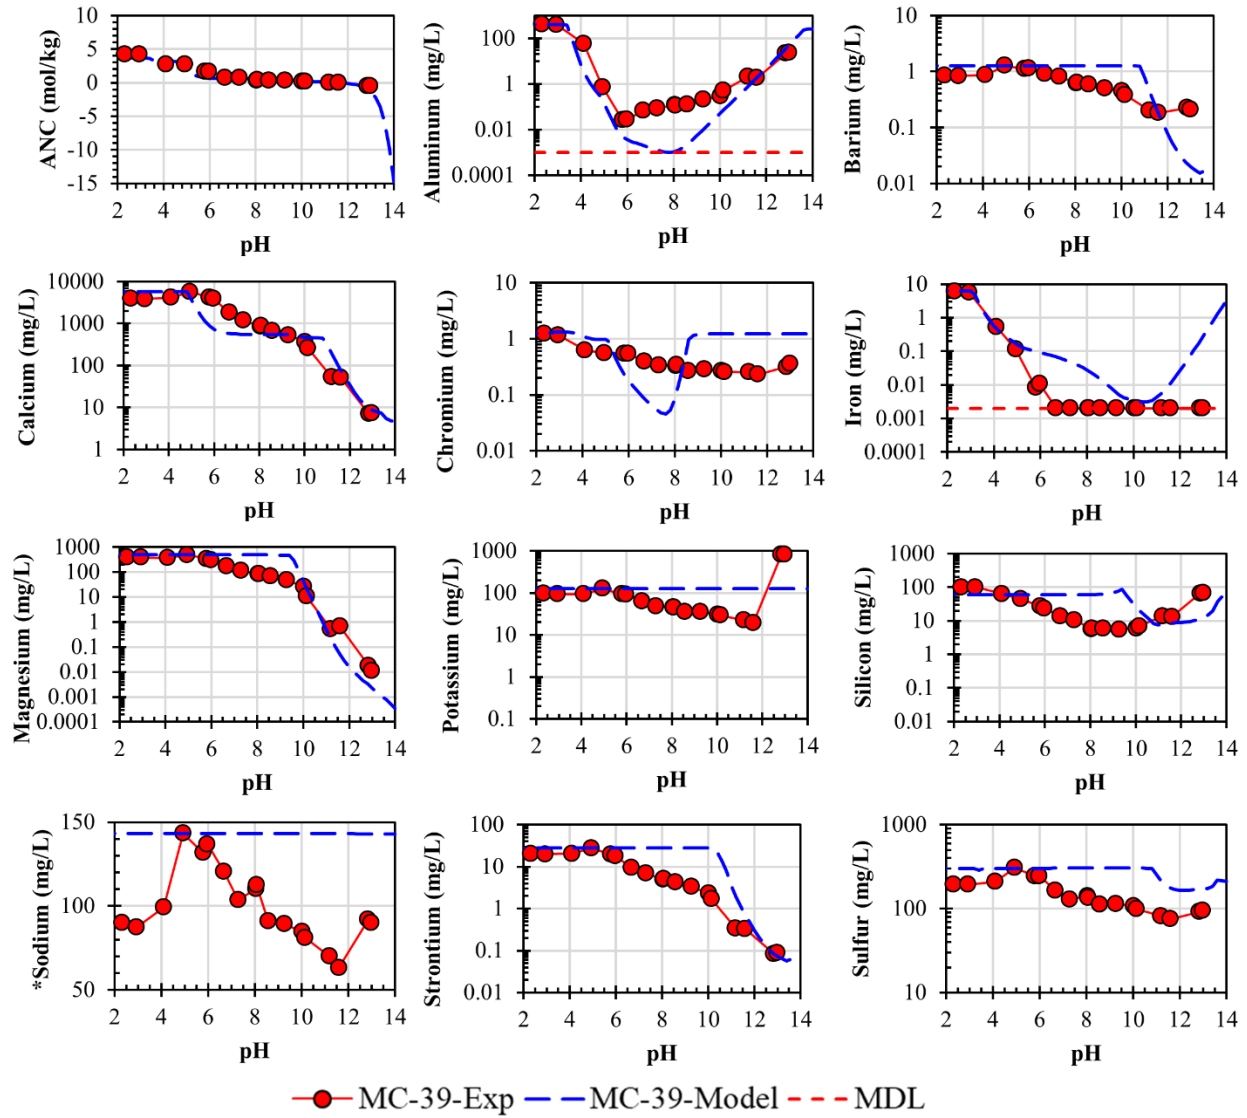 ANC (mol/kg)
10
5
0
-5
-10
-15
2 4 6 8 10 12 14
pH
Aluminum (mg/L)
100
1
0.01
0.0001
2 4 6 8 10 12 14
pH
Barium (mg/L)
10
1
0.1
0.01
2 4 6 8 10 12 14
pH
Calcium (mg/L)
10000
1000
100
10
1
2 4 6 8 10 12 14
pH
Chromium (mg/L)
10
1
0.1
0.01
2 4 6 8 10 12 14
pH
Iron (mg/L)
10
1
0.1
0.01
0.001
0.0001
2 4 6 8 10 12 14
pH
Magnesium (mg/L)
1000
100
10
1
0.1
0.01
0.001
0.0001
2 4 6 8 10 12 14
pH
Potassium (mg/L)
1000
100
10
1
0.1
2 4 6 8 10 12 14
pH
Silicon (mg/L)
1000
100
10
1
0.1
0.01
2 4 6 8 10 12 14
pH
*Sodium (mg/L)
150
100
50
2 4 6 8 10 12 14
pH
Strontium (mg/L)
100
10
1
0.1
0.01
2 4 6 8 10 12 14
pH
Sulfur (mg/L)
1000
100
10
2 4 6 8 10 12 14
pH
MC-39-Exp MC-39-Model MDL